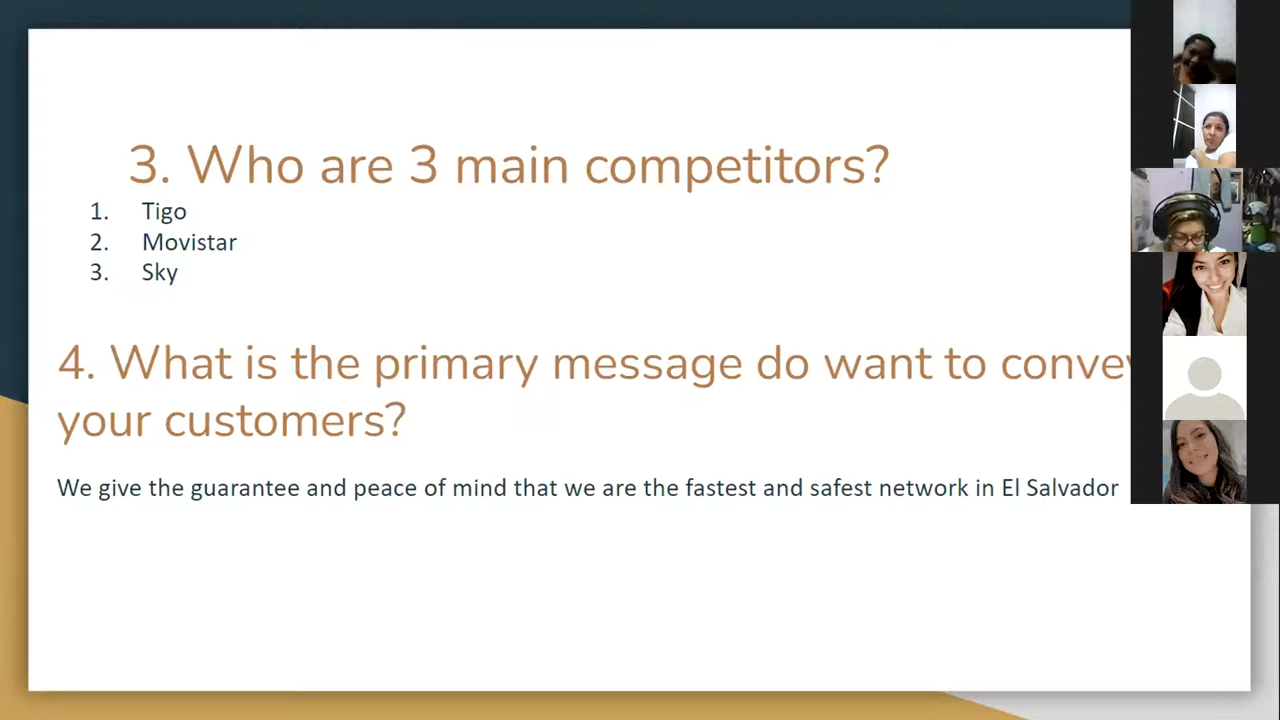 3. Who are 3 main competitors?
1. Tigo
2. Movistar
3. Sky
4. What is the primary message do want to convey
your customers?
We give the guarantee and peace of mind that we are the fastest and safest network in El Salvador